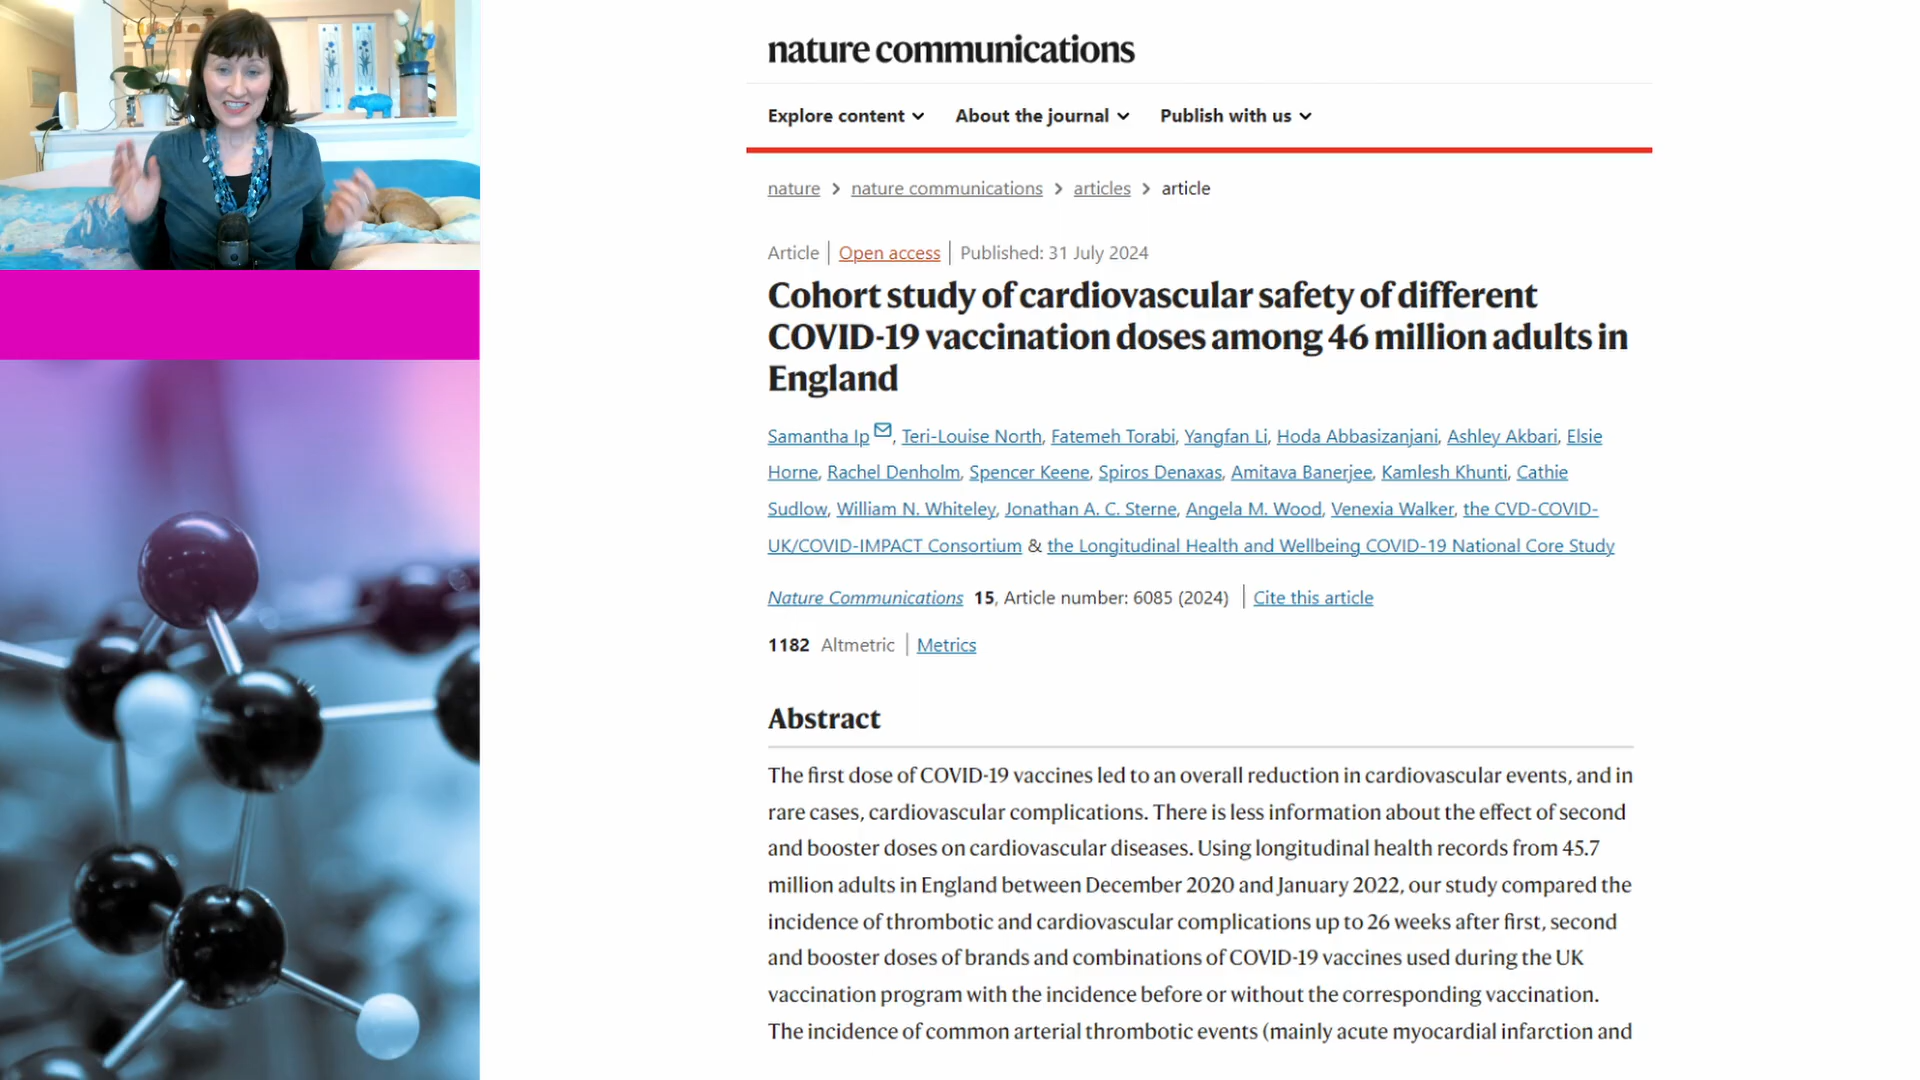 nature communications
Explore content
About the journal
Publish with us
nature > nature communications > articles > article
Article | Open access | Published: 31 July 2024
Cohort study of cardiovascular safety of different
COVID-19 vaccination doses among 46 million adults in
England
Samantha Ip, Teri-Louise North, Fatemeh Torabi, Yangfan Li, Hoda Abbasizanjani, Ashley Akbari, Elsie
Horne, Rachel Denholm, Spencer Keene, Spiros Denaxas, Amitava Banerjee, Kamlesh Khunti, Cathie
Sudlow, William N. Whiteley, Jonathan A. C. Sterne, Angela M. Wood, Venexia Walker, the CVD-COVID-
UK/COVID-IMPACT Consortium & the Longitudinal Health and Wellbeing COVID-19 National Core Study
Nature Communications 15, Article number: 6085 (2024) | Cite this article
1182 Altmetric | Metrics
Abstract
The first dose of COVID-19 vaccines led to an overall reduction in cardiovascular events, and in
rare cases, cardiovascular complications. There is less information about the effect of second
and booster doses on cardiovascular diseases. Using longitudinal health records from 45.7
million adults in England between December 2020 and January 2022, our study compared the
incidence of thrombotic and cardiovascular complications up to 26 weeks after first, second
and booster doses of brands and combinations of COVID-19 vaccines used during the UK
vaccination program with the incidence before or without the corresponding vaccination.
The incidence of common arterial thrombotic events (mainly acute myocardial infarction and